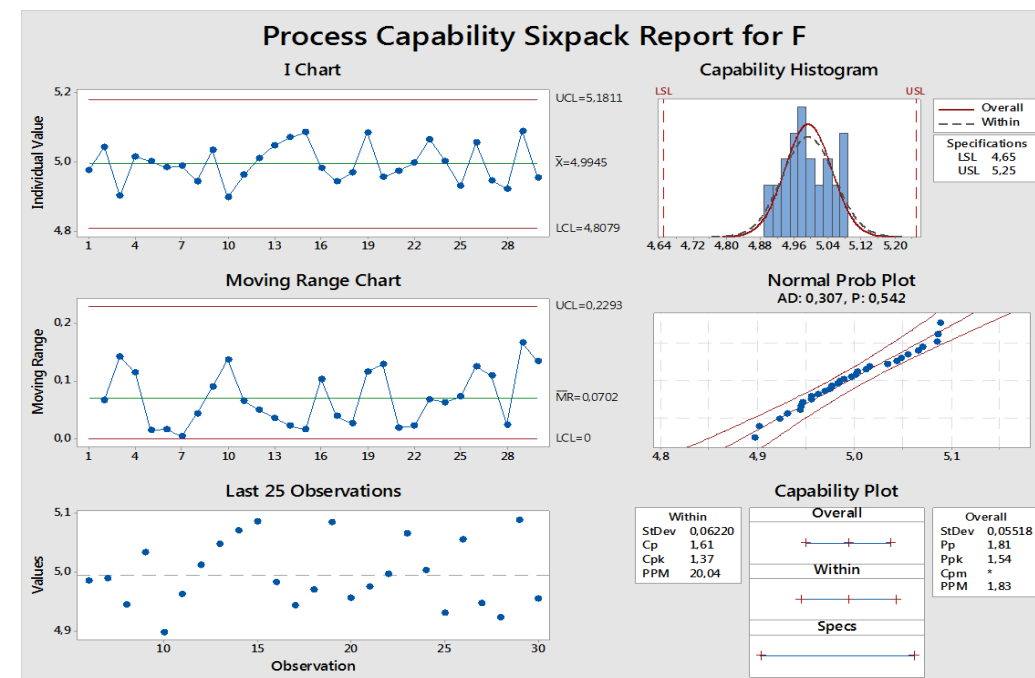 Process Capability Sixpack Report for F
I Chart
Individual Value
5,2
5,0
4,8
UCL=5,1811
X̄=4,9945
LCL=4,8079
1 4 7 10 13 16 19 22 25 28
Moving Range Chart
Moving Range
0,2
0,1
0,0
UCL=0,2293
M̄R̄=0,0702
LCL=0
1 4 7 10 13 16 19 22 25 28
Last 25 Observations
Values
5,1
5,0
4,9
10 15 20 25 30
Observation
Capability Histogram
LSL USL
4,64 4,72 4,80 4,88 4,96 5,04 5,12 5,20
Overall
Within
Specifications
LSL 4,65
USL 5,25
Normal Prob Plot
AD: 0,307, P: 0,542
4,8 4,9 5,0 5,1
Capability Plot
Within
StDev 0,06220
Cp 1,61
Cpk 1,37
PPM 20,04
Overall
Within
Specs
Overall
StDev 0,05518
Pp 1,81
Ppk 1,54
Cpm *
PPM 1,83